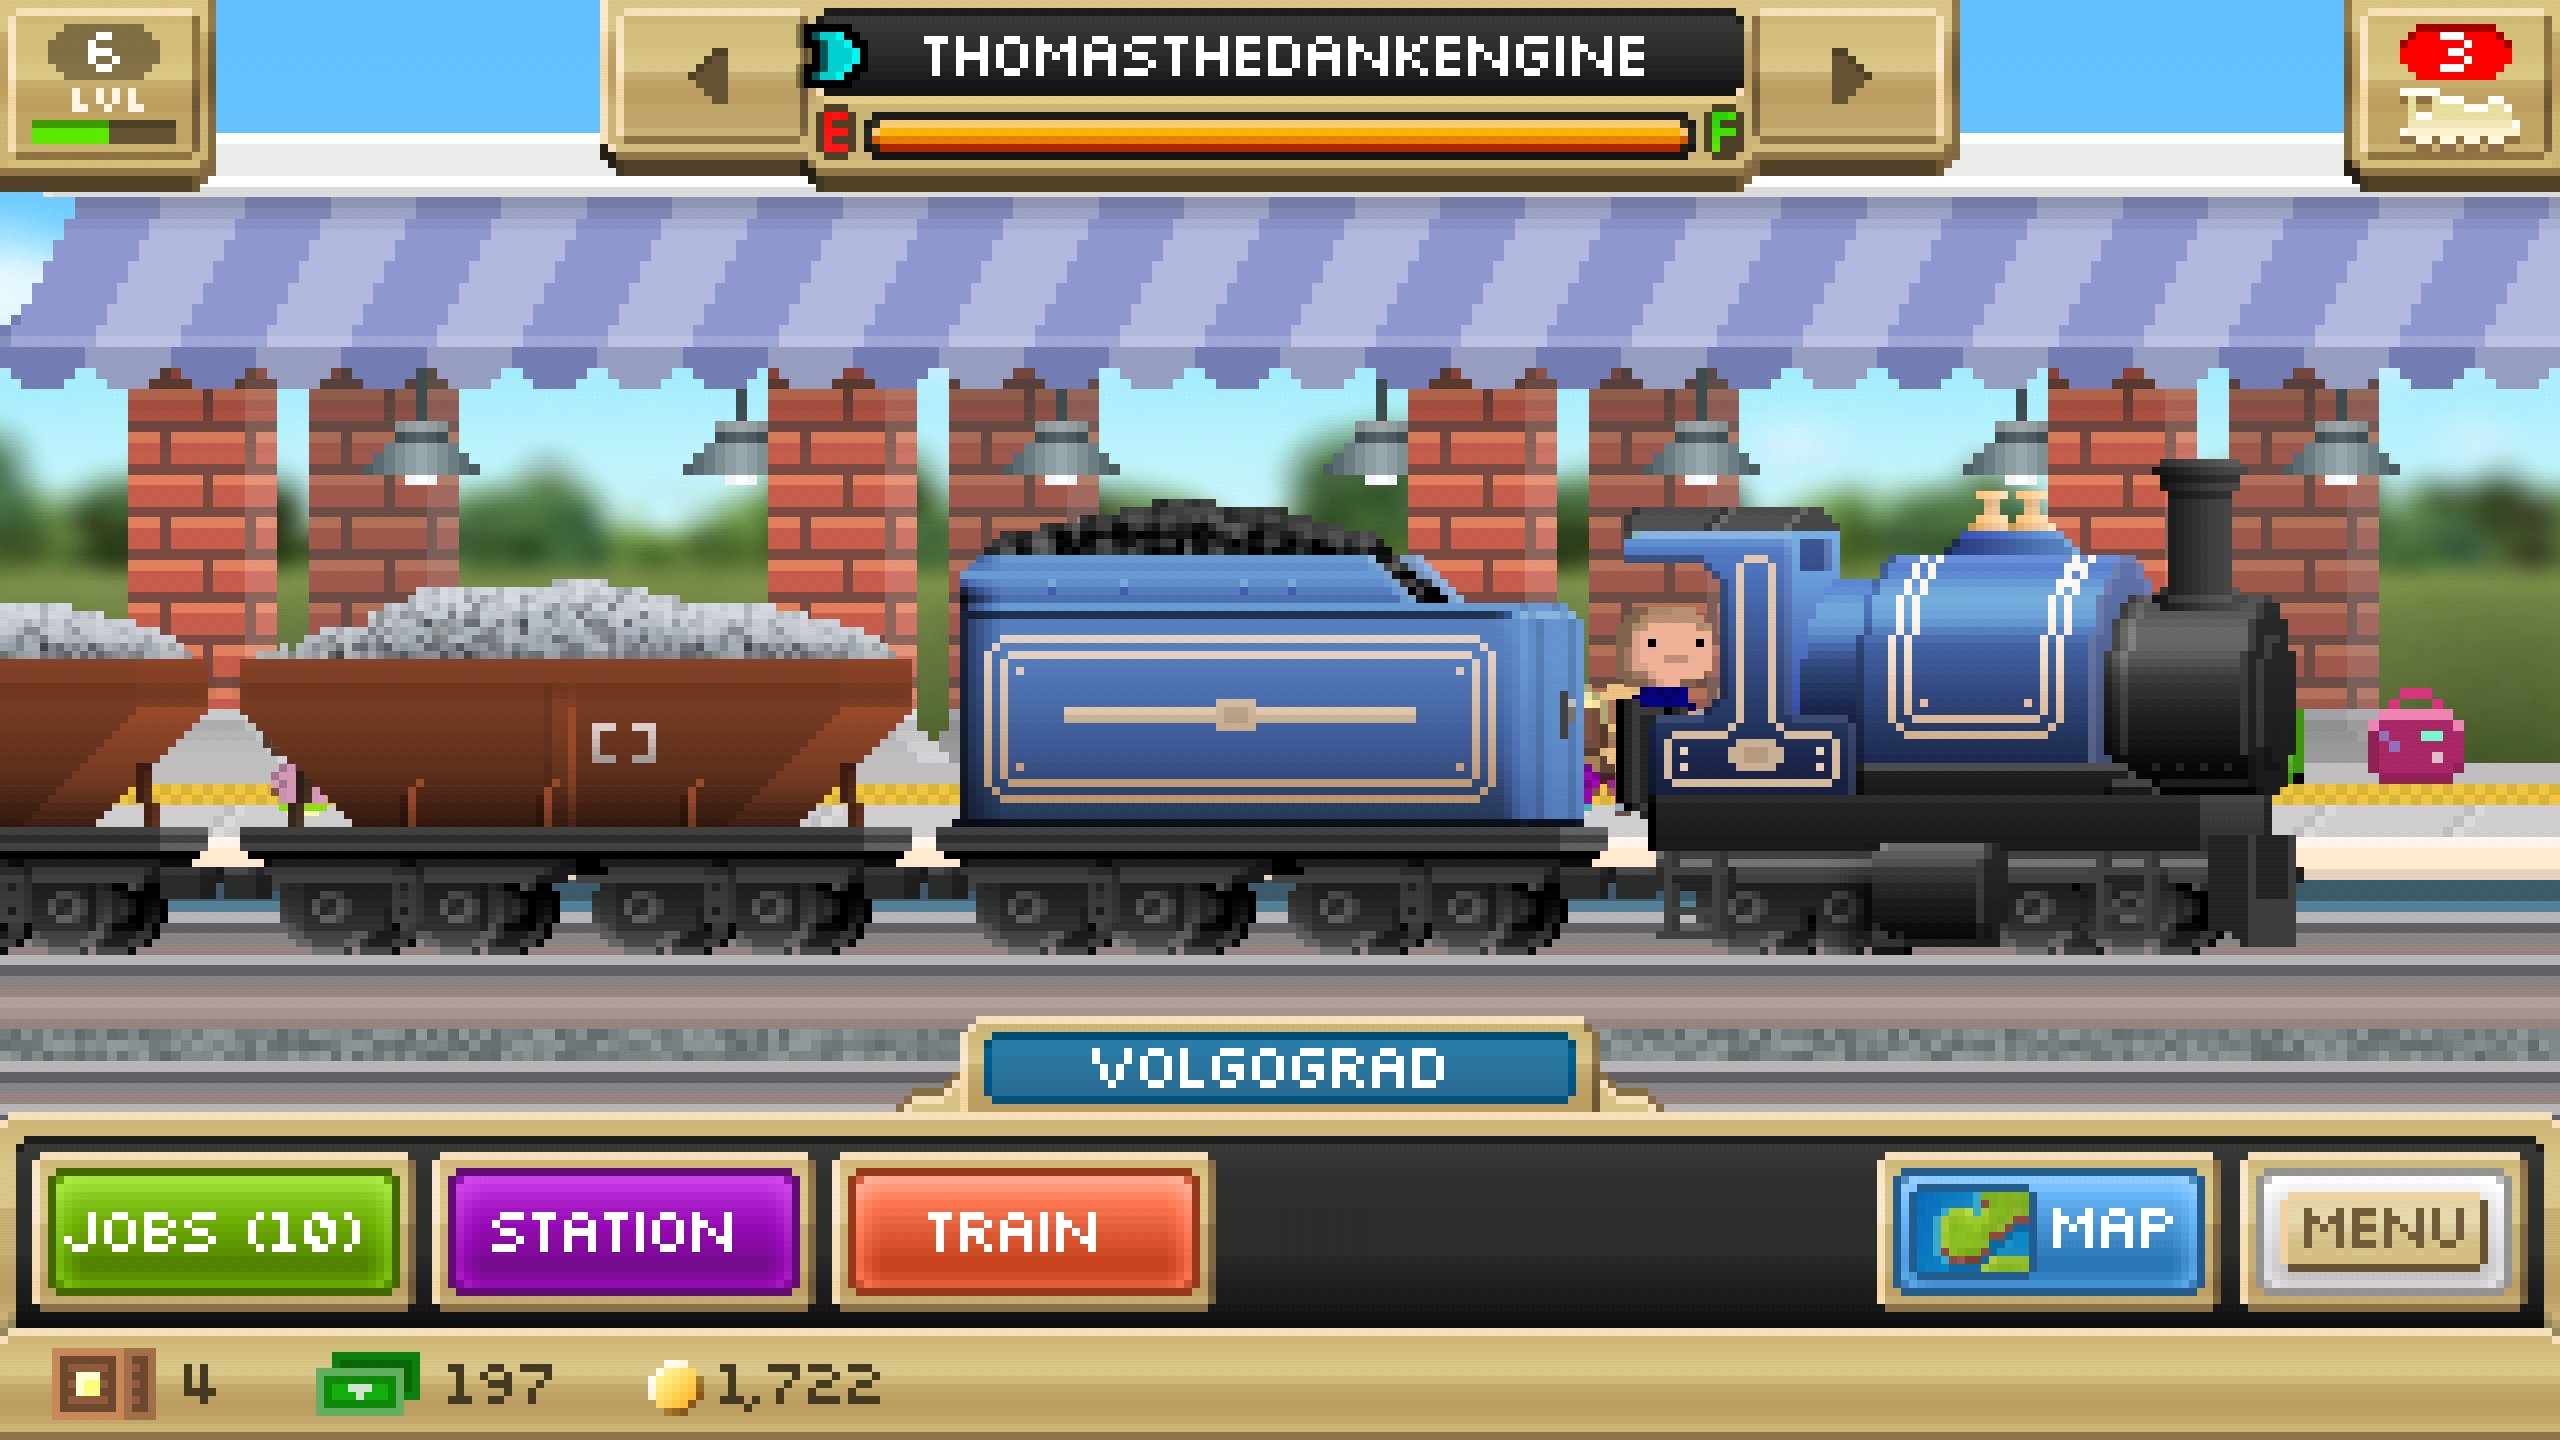 6
LVL
THOMASTHEDANKENGINE
E F
3
VOLGOGRAD
JOBS (10) STATION TRAIN MAP MENU
4 197 1,722